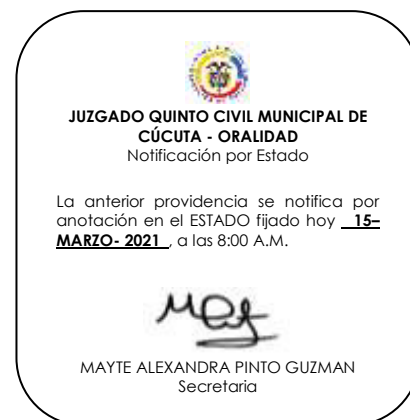 JUZGADO QUINTO CIVIL MUNICIPAL DE
CÚCUTA - ORALIDAD
Notificación por Estado
La anterior providencia se notifica por
anotación en el ESTADO fijado hoy 15–
MARZO- 2021 , a las 8:00 A.M.
MAYTE ALEXANDRA PINTO GUZMAN
Secretaria